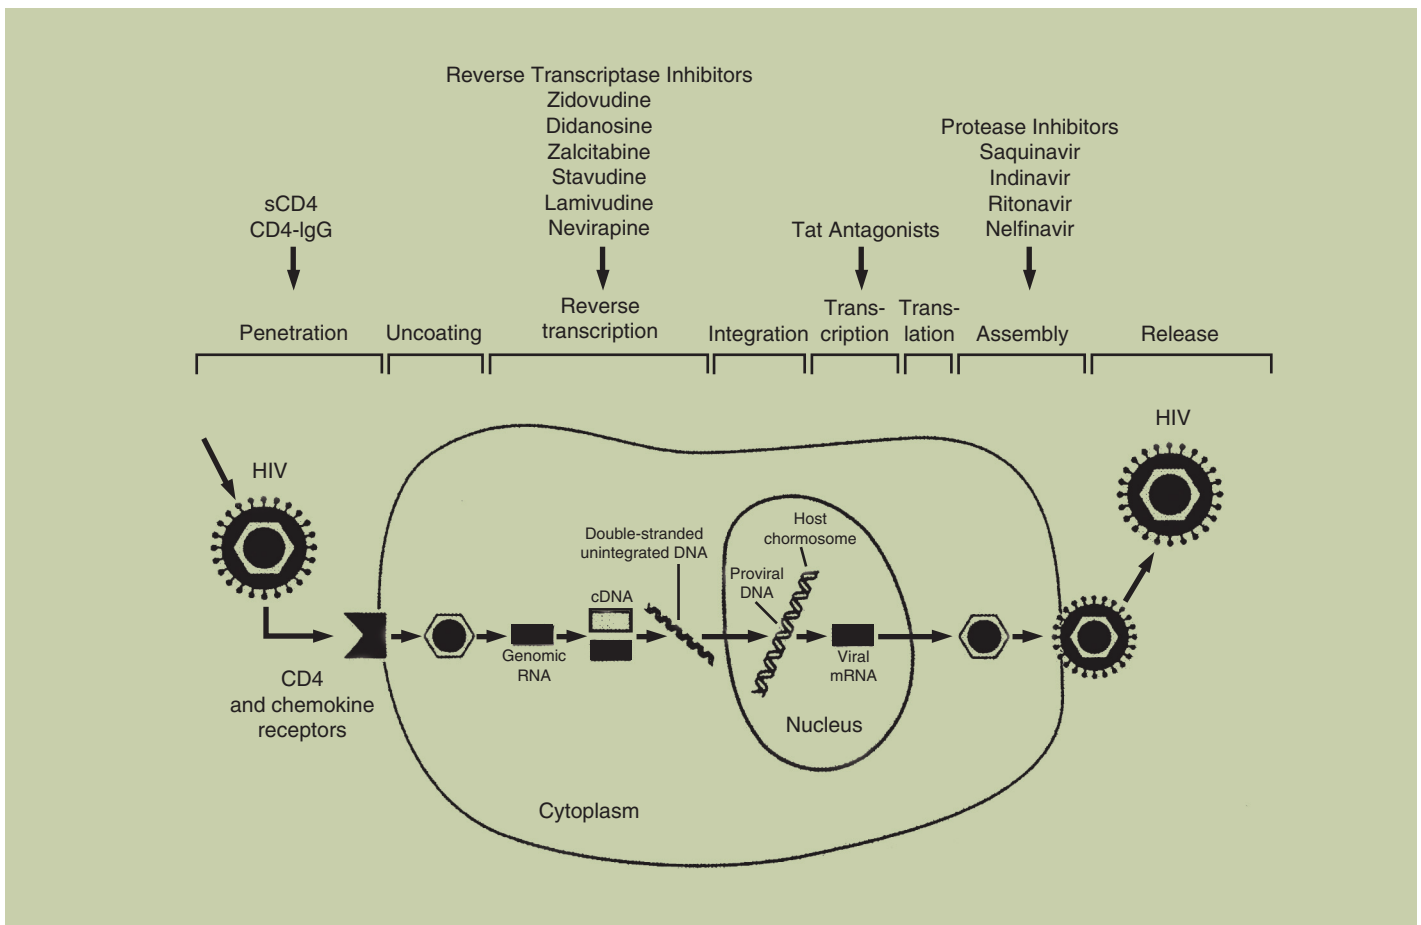 Reverse Transcriptase Inhibitors
Zidovudine
Didanosine
Zalcitabine
Stavudine
Lamivudine
Nevirapine
Protease Inhibitors
Saquinavir
Indinavir
Ritonavir
Nelfinavir
sCD4
CD4-IgG
Tat Antagonists
Penetration
Uncoating
Reverse
transcription
Integration
Trans-
cription
Trans-
lation
Assembly
Release
HIV
HIV
CD4
and chemokine
receptors
Genomic
RNA
cDNA
Double-stranded
unintegrated DNA
Host
chormosome
Proviral
DNA
Viral
mRNA
Nucleus
Cytoplasm